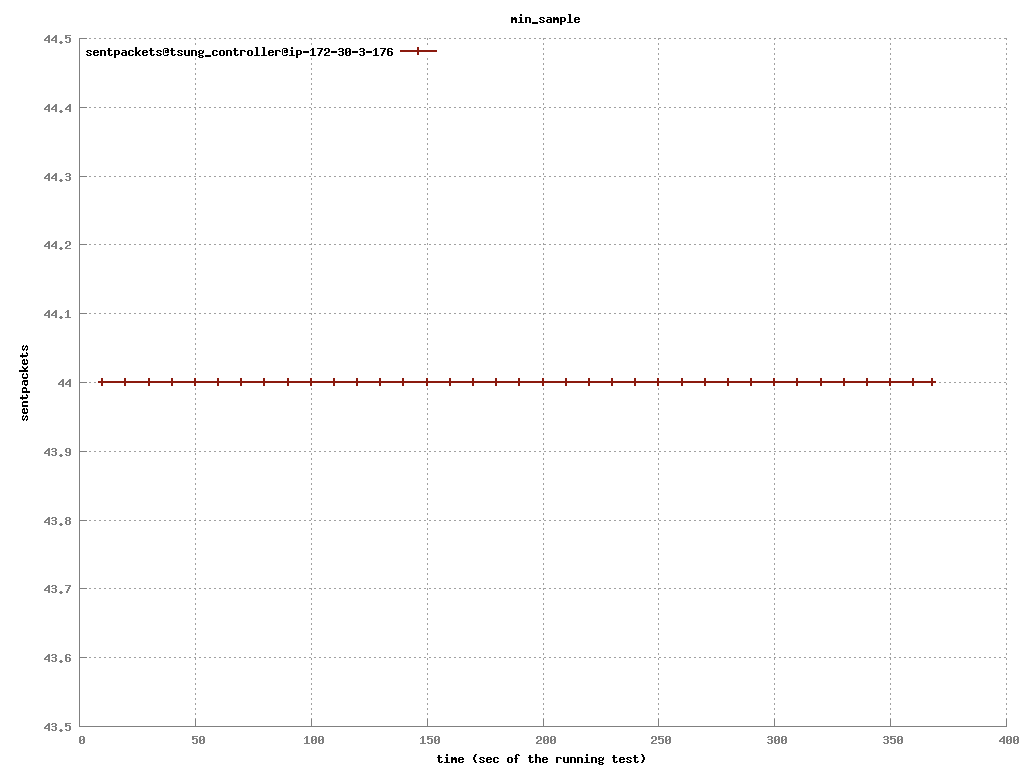 min_sample
44.5
sentpackets@tsung_controller@ip-172-30-3-176
44.4
44.3
44.2
44.1
44
43.9
43.8
43.7
43.6
43.5
sentpackets
0 50 100 150 200 250 300 350 400
time (sec of the running test)